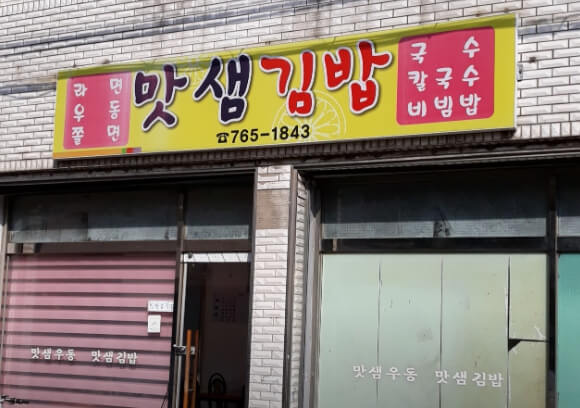 라면
우동
쫄면
맛샘김밥
☎765-1843
국수
칼국수
비빔밥
맛샘우동 맛샘김밥
맛샘우동 맛샘김밥